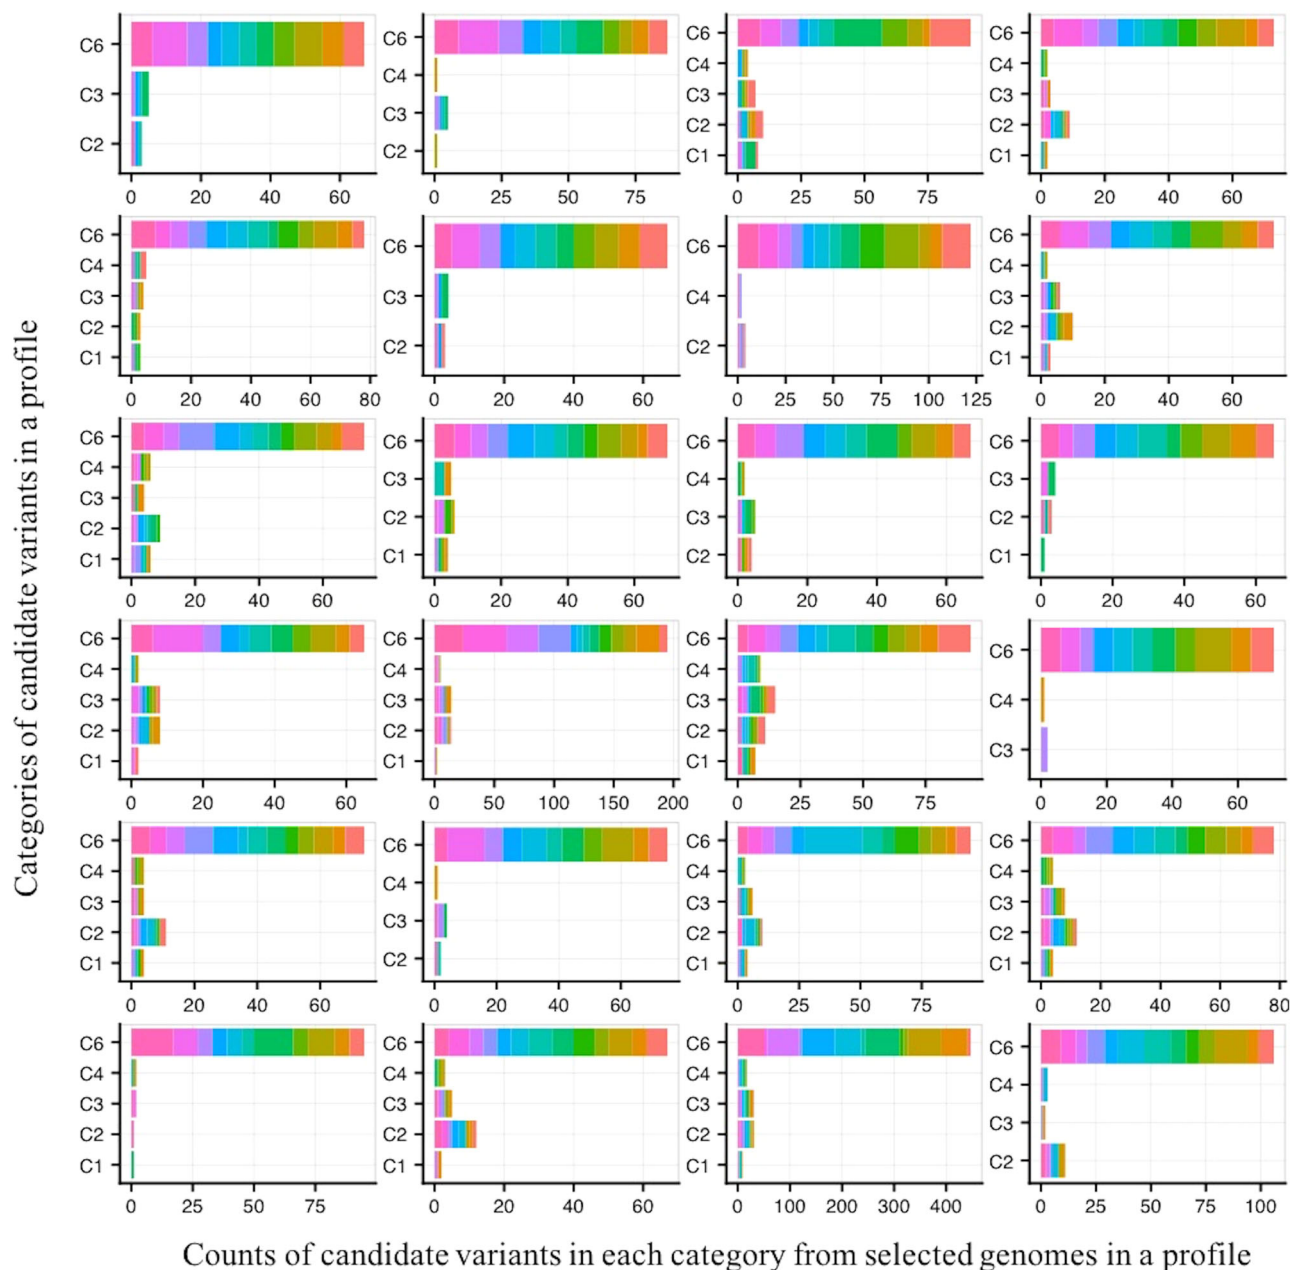 Categories of candidate variants in a profile
C6 C6 C6 C6
C3 C4 C4 C4
C2 C3 C3 C3
C2 C2 C2
C1 C1
0 20 40 60 0 25 50 75 0 25 50 75 0 20 40 60
C6 C6 C6 C6
C4 C3 C4 C4
C3 C2 C2 C3
C2 C2
C1 C1
0 20 40 60 80 0 20 40 60 0 25 50 75 100 125 0 20 40 60
C6 C6 C6 C6
C4 C3 C4 C3
C3 C2 C3 C2
C2 C1 C2 C1
C1
0 20 40 60 0 20 40 60 0 20 40 60 0 20 40 60
C6 C6 C6 C6
C4 C4 C4 C4
C3 C3 C3 C3
C2 C2 C2
C1 C1 C1
0 20 40 60 0 50 100 150 200 0 25 50 75 0 20 40 60
C6 C6 C6 C6
C4 C4 C4 C4
C3 C3 C3 C3
C2 C2 C2 C2
C1 C1 C1
0 20 40 60 0 20 40 60 0 25 50 75 0 20 40 60 80
C6 C6 C6 C6
C4 C4 C4 C4
C3 C3 C3 C3
C2 C2 C2 C2
C1 C1 C1
0 25 50 75 0 20 40 60 0 100 200 300 400 0 25 50 75 100
Counts of candidate variants in each category from selected genomes in a profile